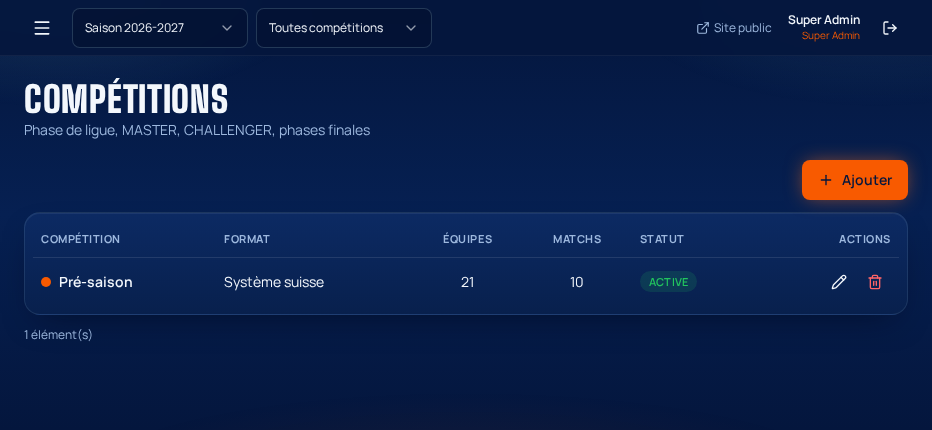 Saison 2026-2027
Toutes compétitions
Site public
Super Admin
Super Admin
COMPÉTITIONS
Phase de ligue, MASTER, CHALLENGER, phases finales
Ajouter
COMPÉTITION FORMAT ÉQUIPES MATCHS STATUT ACTIONS
Pré-saison Système suisse 21 10 ACTIVE
1 élément(s)